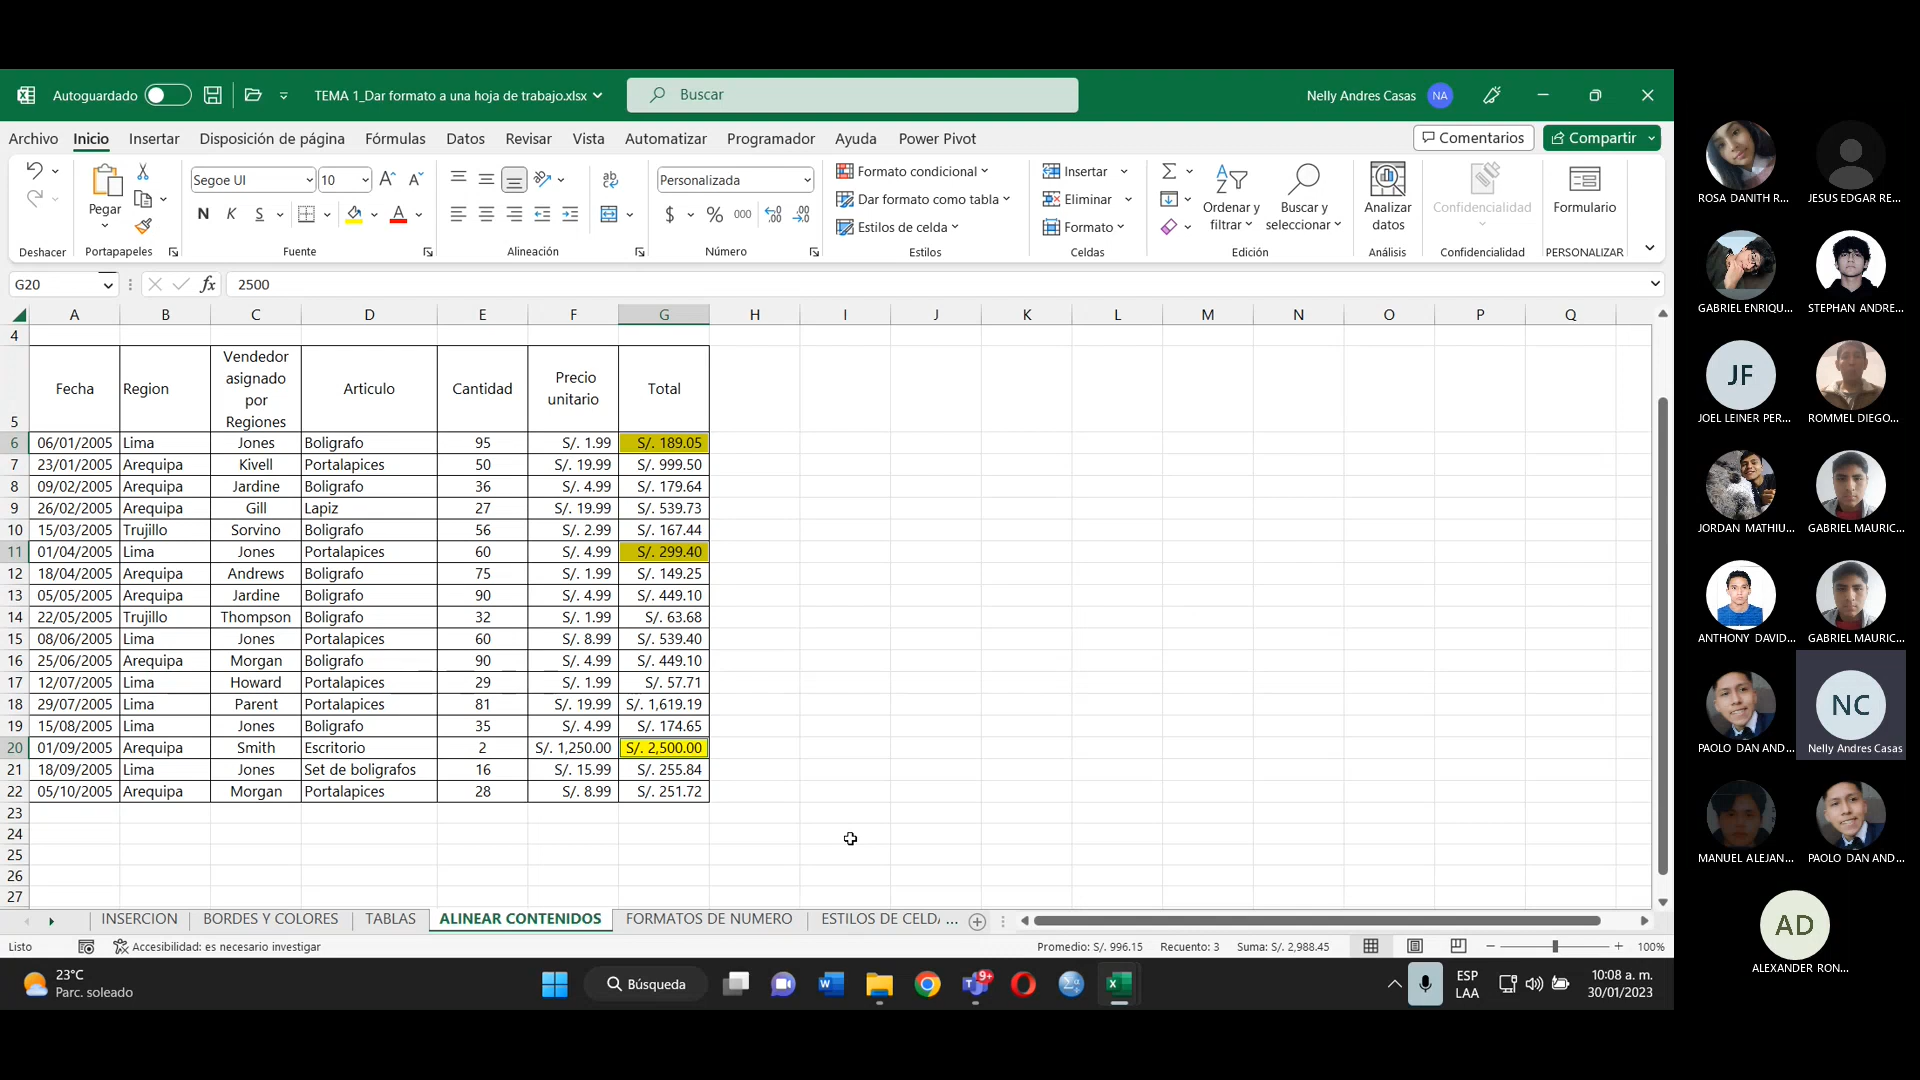 Autoguardado
TEMA 1_Dar formato a una hoja de trabajo.xlsx
Buscar
Nelly Andres Casas NA
Archivo Inicio Insertar Disposición de página Fórmulas Datos Revisar Vista Automatizar Programador Ayuda Power Pivot
Comentarios Compartir
Pegar
Segoe UI 10
N K S A
ab
Personalizada
$ % 000
Formato condicional
Dar formato como tabla
Estilos de celda
Insertar
Eliminar
Formato
Ordenar y filtrar
Buscar y seleccionar
Analizar datos
Confidencialidad
Formulario
Deshacer Portapapeles Fuente Alineación Número Estilos Celdas Edición Análisis Confidencialidad PERSONALIZAR
G20 fx 2500
A B C D E F G H I J K L M N O P Q
4
5 Fecha Region Vendedor asignado por Regiones Articulo Cantidad Precio unitario Total
6 06/01/2005 Lima Jones Boligrafo 95 S/. 1.99 S/. 189.05
7 23/01/2005 Arequipa Kivell Portalapices 50 S/. 19.99 S/. 999.50
8 09/02/2005 Arequipa Jardine Boligrafo 36 S/. 4.99 S/. 179.64
9 26/02/2005 Arequipa Gill Lapiz 27 S/. 19.99 S/. 539.73
10 15/03/2005 Trujillo Sorvino Boligrafo 56 S/. 2.99 S/. 167.44
11 01/04/2005 Lima Jones Portalapices 60 S/. 4.99 S/. 299.40
12 18/04/2005 Arequipa Andrews Boligrafo 75 S/. 1.99 S/. 149.25
13 05/05/2005 Arequipa Jardine Boligrafo 90 S/. 4.99 S/. 449.10
14 22/05/2005 Trujillo Thompson Boligrafo 32 S/. 1.99 S/. 63.68
15 08/06/2005 Lima Jones Portalapices 60 S/. 8.99 S/. 539.40
16 25/06/2005 Arequipa Morgan Boligrafo 90 S/. 4.99 S/. 449.10
17 12/07/2005 Lima Howard Portalapices 29 S/. 1.99 S/. 57.71
18 29/07/2005 Lima Parent Portalapices 81 S/. 19.99 S/. 1,619.19
19 15/08/2005 Lima Jones Boligrafo 35 S/. 4.99 S/. 174.65
20 01/09/2005 Arequipa Smith Escritorio 2 S/. 1,250.00 S/. 2,500.00
21 18/09/2005 Lima Jones Set de boligrafos 16 S/. 15.99 S/. 255.84
22 05/10/2005 Arequipa Morgan Portalapices 28 S/. 8.99 S/. 251.72
23
24
25
26
27
INSERCION BORDES Y COLORES TABLAS ALINEAR CONTENIDOS FORMATOS DE NUMERO ESTILOS DE CELDA ...
Listo Accesibilidad: es necesario investigar Promedio: S/. 996.15 Recuento: 3 Suma: S/. 2,988.45 100%
23°C
Parc. soleado
Búsqueda
9+
ESP
LAA
10:08 a. m.
30/01/2023
ROSA DANITH R... JESUS EDGAR RE...
GABRIEL ENRIQU... STEPHAN ANDRE...
JF
JOEL LEINER PER... ROMMEL DIEGO...
JORDAN MATHIU... GABRIEL MAURIC...
ANTHONY DAVID... GABRIEL MAURIC...
NC
PAOLO DAN AND... Nelly Andres Casas
MANUEL ALEJAN... PAOLO DAN AND...
AD
ALEXANDER RON...